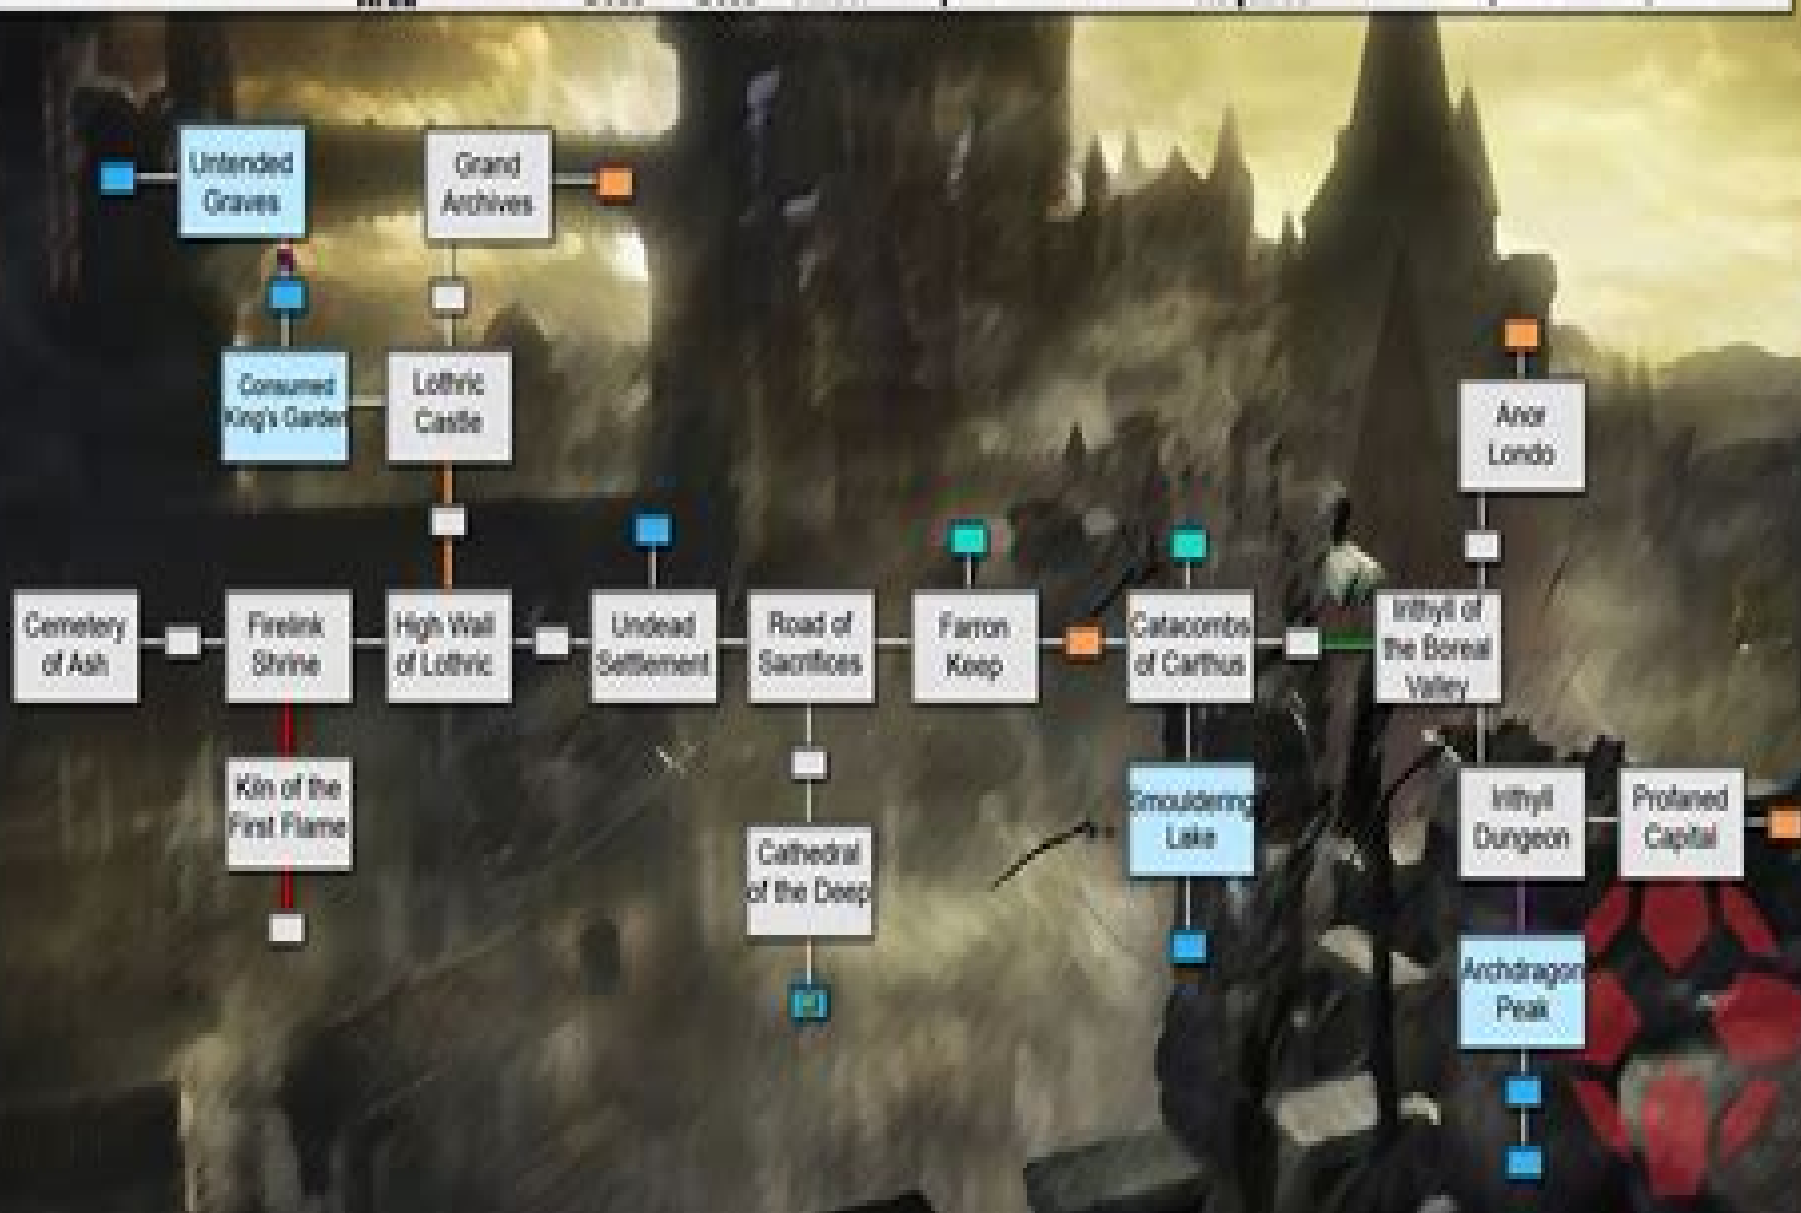 Untended
Graves
Grand
Archives
Consumed
King's Garden
Lothric
Castle
Anor
Londo
Cemetery
of Ash
Firelink
Shrine
High Wall
of Lothric
Undead
Settlement
Road of
Sacrifices
Farron
Keep
Catacombs
of Carthus
Irithyll of
the Boreal
Valley
Kiln of the
First Flame
Cathedral
of the Deep
Smouldering
Lake
Irithyll
Dungeon
Profaned
Capital
Archdragon
Peak